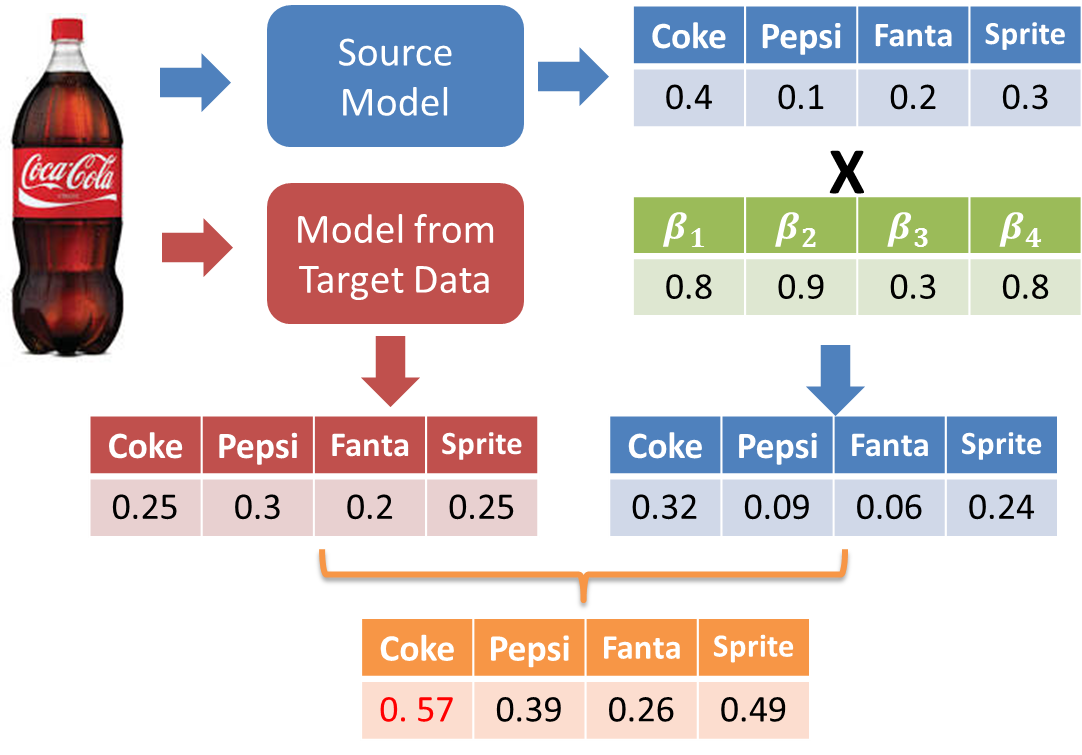 Source
Model
Coke Pepsi Fanta Sprite
0.4 0.1 0.2 0.3
X
Coca-Cola
Model from
Target Data
β1 β2 β3 β4
0.8 0.9 0.3 0.8
Coke Pepsi Fanta Sprite
0.25 0.3 0.2 0.25
Coke Pepsi Fanta Sprite
0.32 0.09 0.06 0.24
Coke Pepsi Fanta Sprite
0. 57 0.39 0.26 0.49